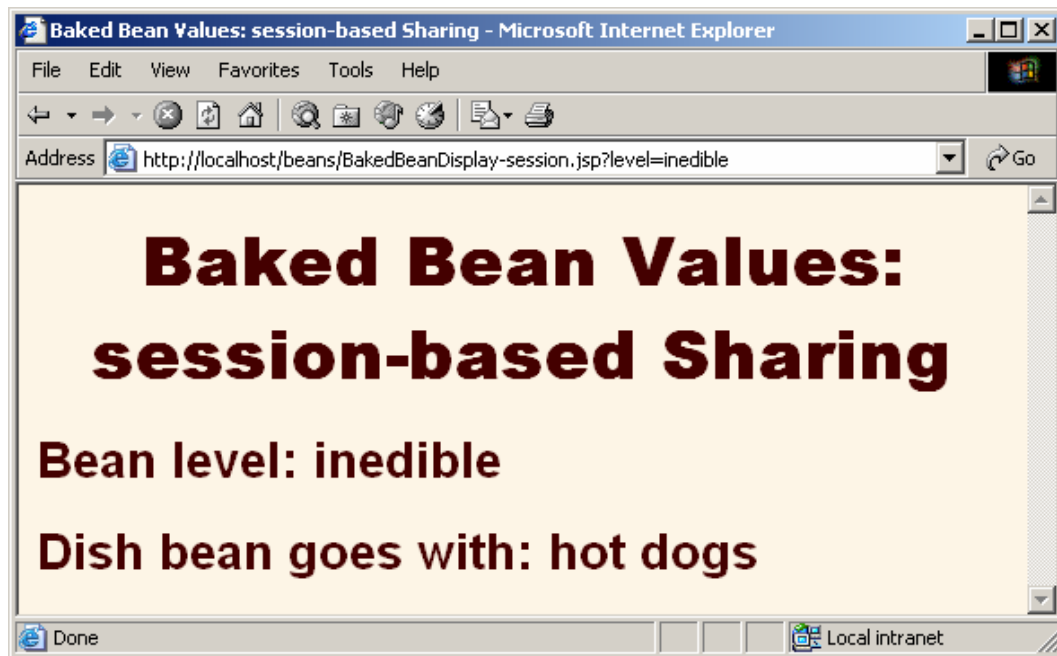 Baked Bean Values: session-based Sharing - Microsoft Internet Explorer
File Edit View Favorites Tools Help
Address http://localhost/beans/BakedBeanDisplay-session.jsp?level=inedible Go
Baked Bean Values:
session-based Sharing
Bean level: inedible
Dish bean goes with: hot dogs
Done Local intranet